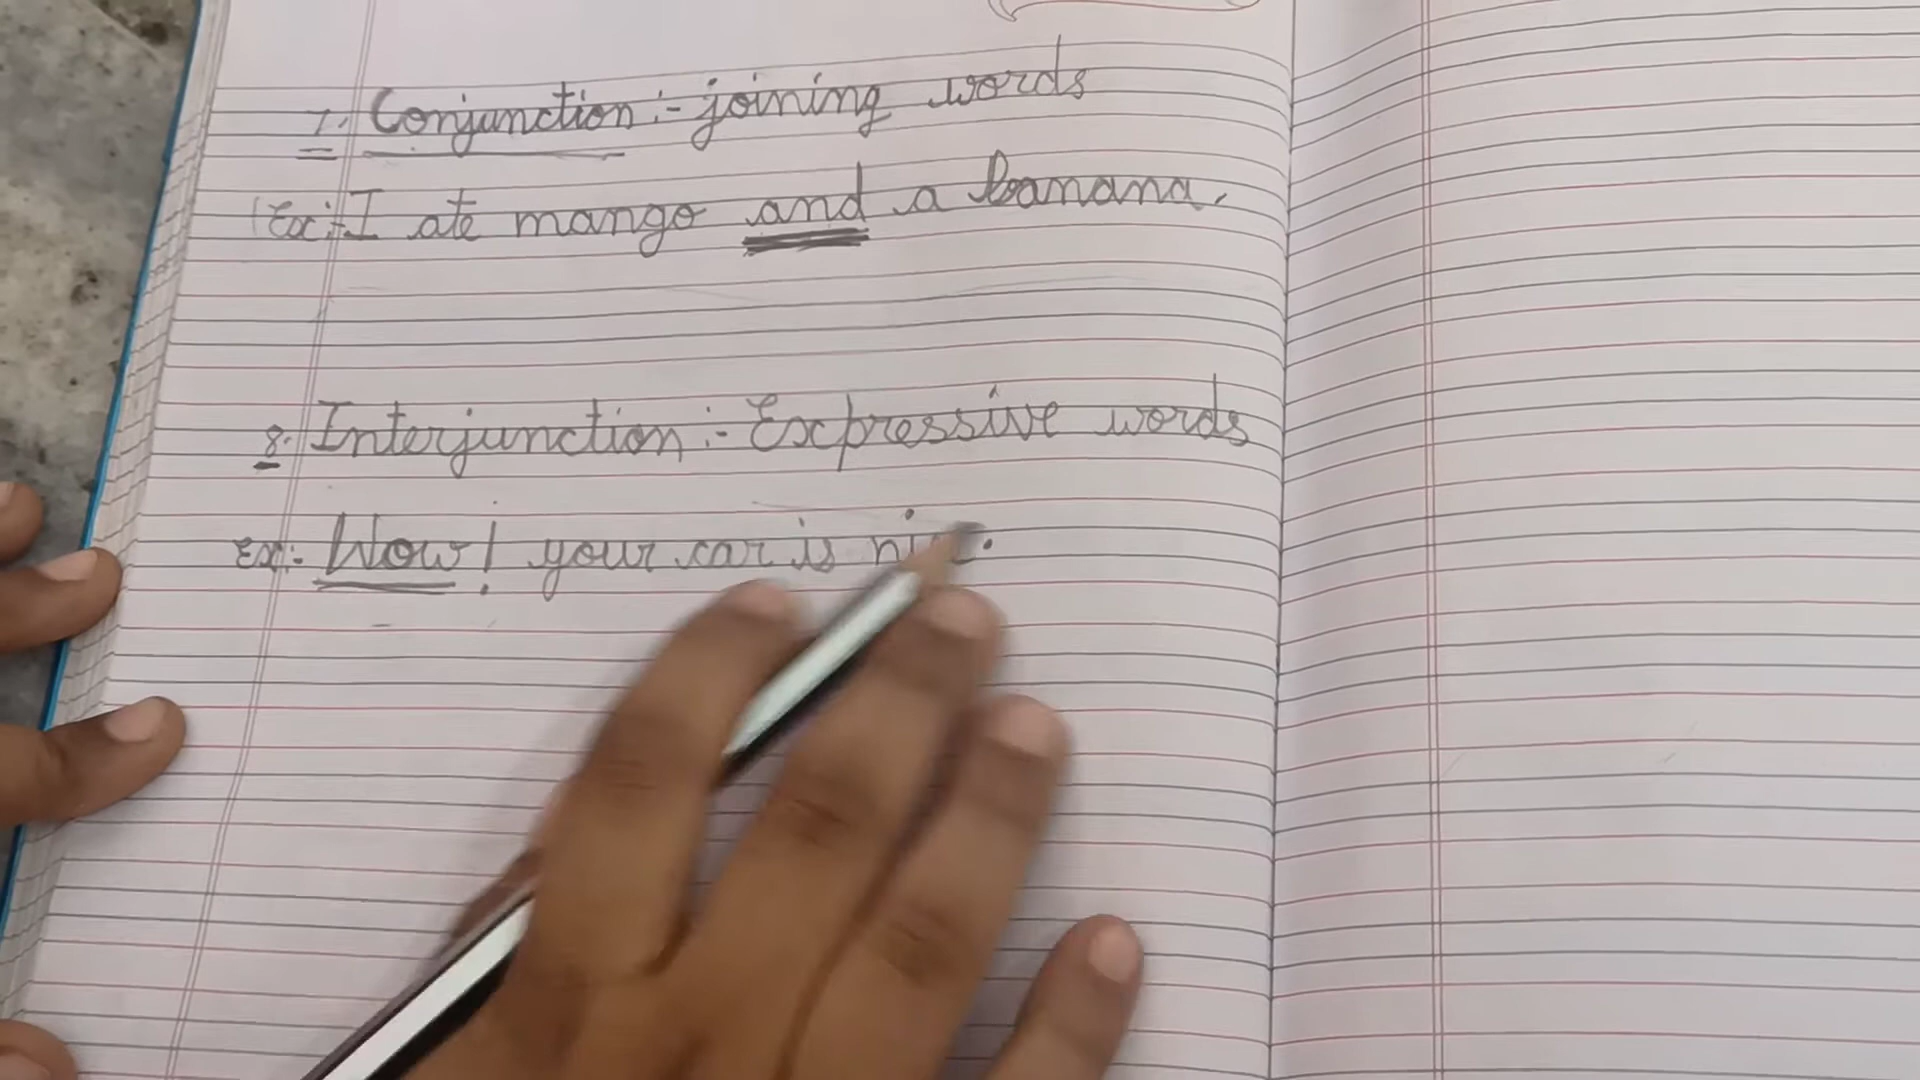 7. Conjunction :- joining words
Ex:- I ate mango and a banana.
8. Interjunction :- Expressive words
Ex:- Wow! your car is